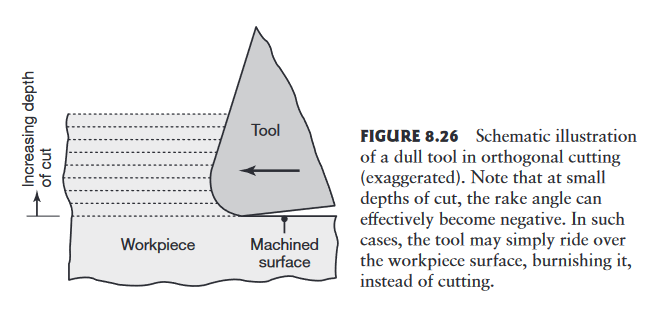 Increasing depth
of cut
Tool
Workpiece
Machined
surface
FIGURE 8.26 Schematic illustration
of a dull tool in orthogonal cutting
(exaggerated). Note that at small
depths of cut, the rake angle can
effectively become negative. In such
cases, the tool may simply ride over
the workpiece surface, burnishing it,
instead of cutting.